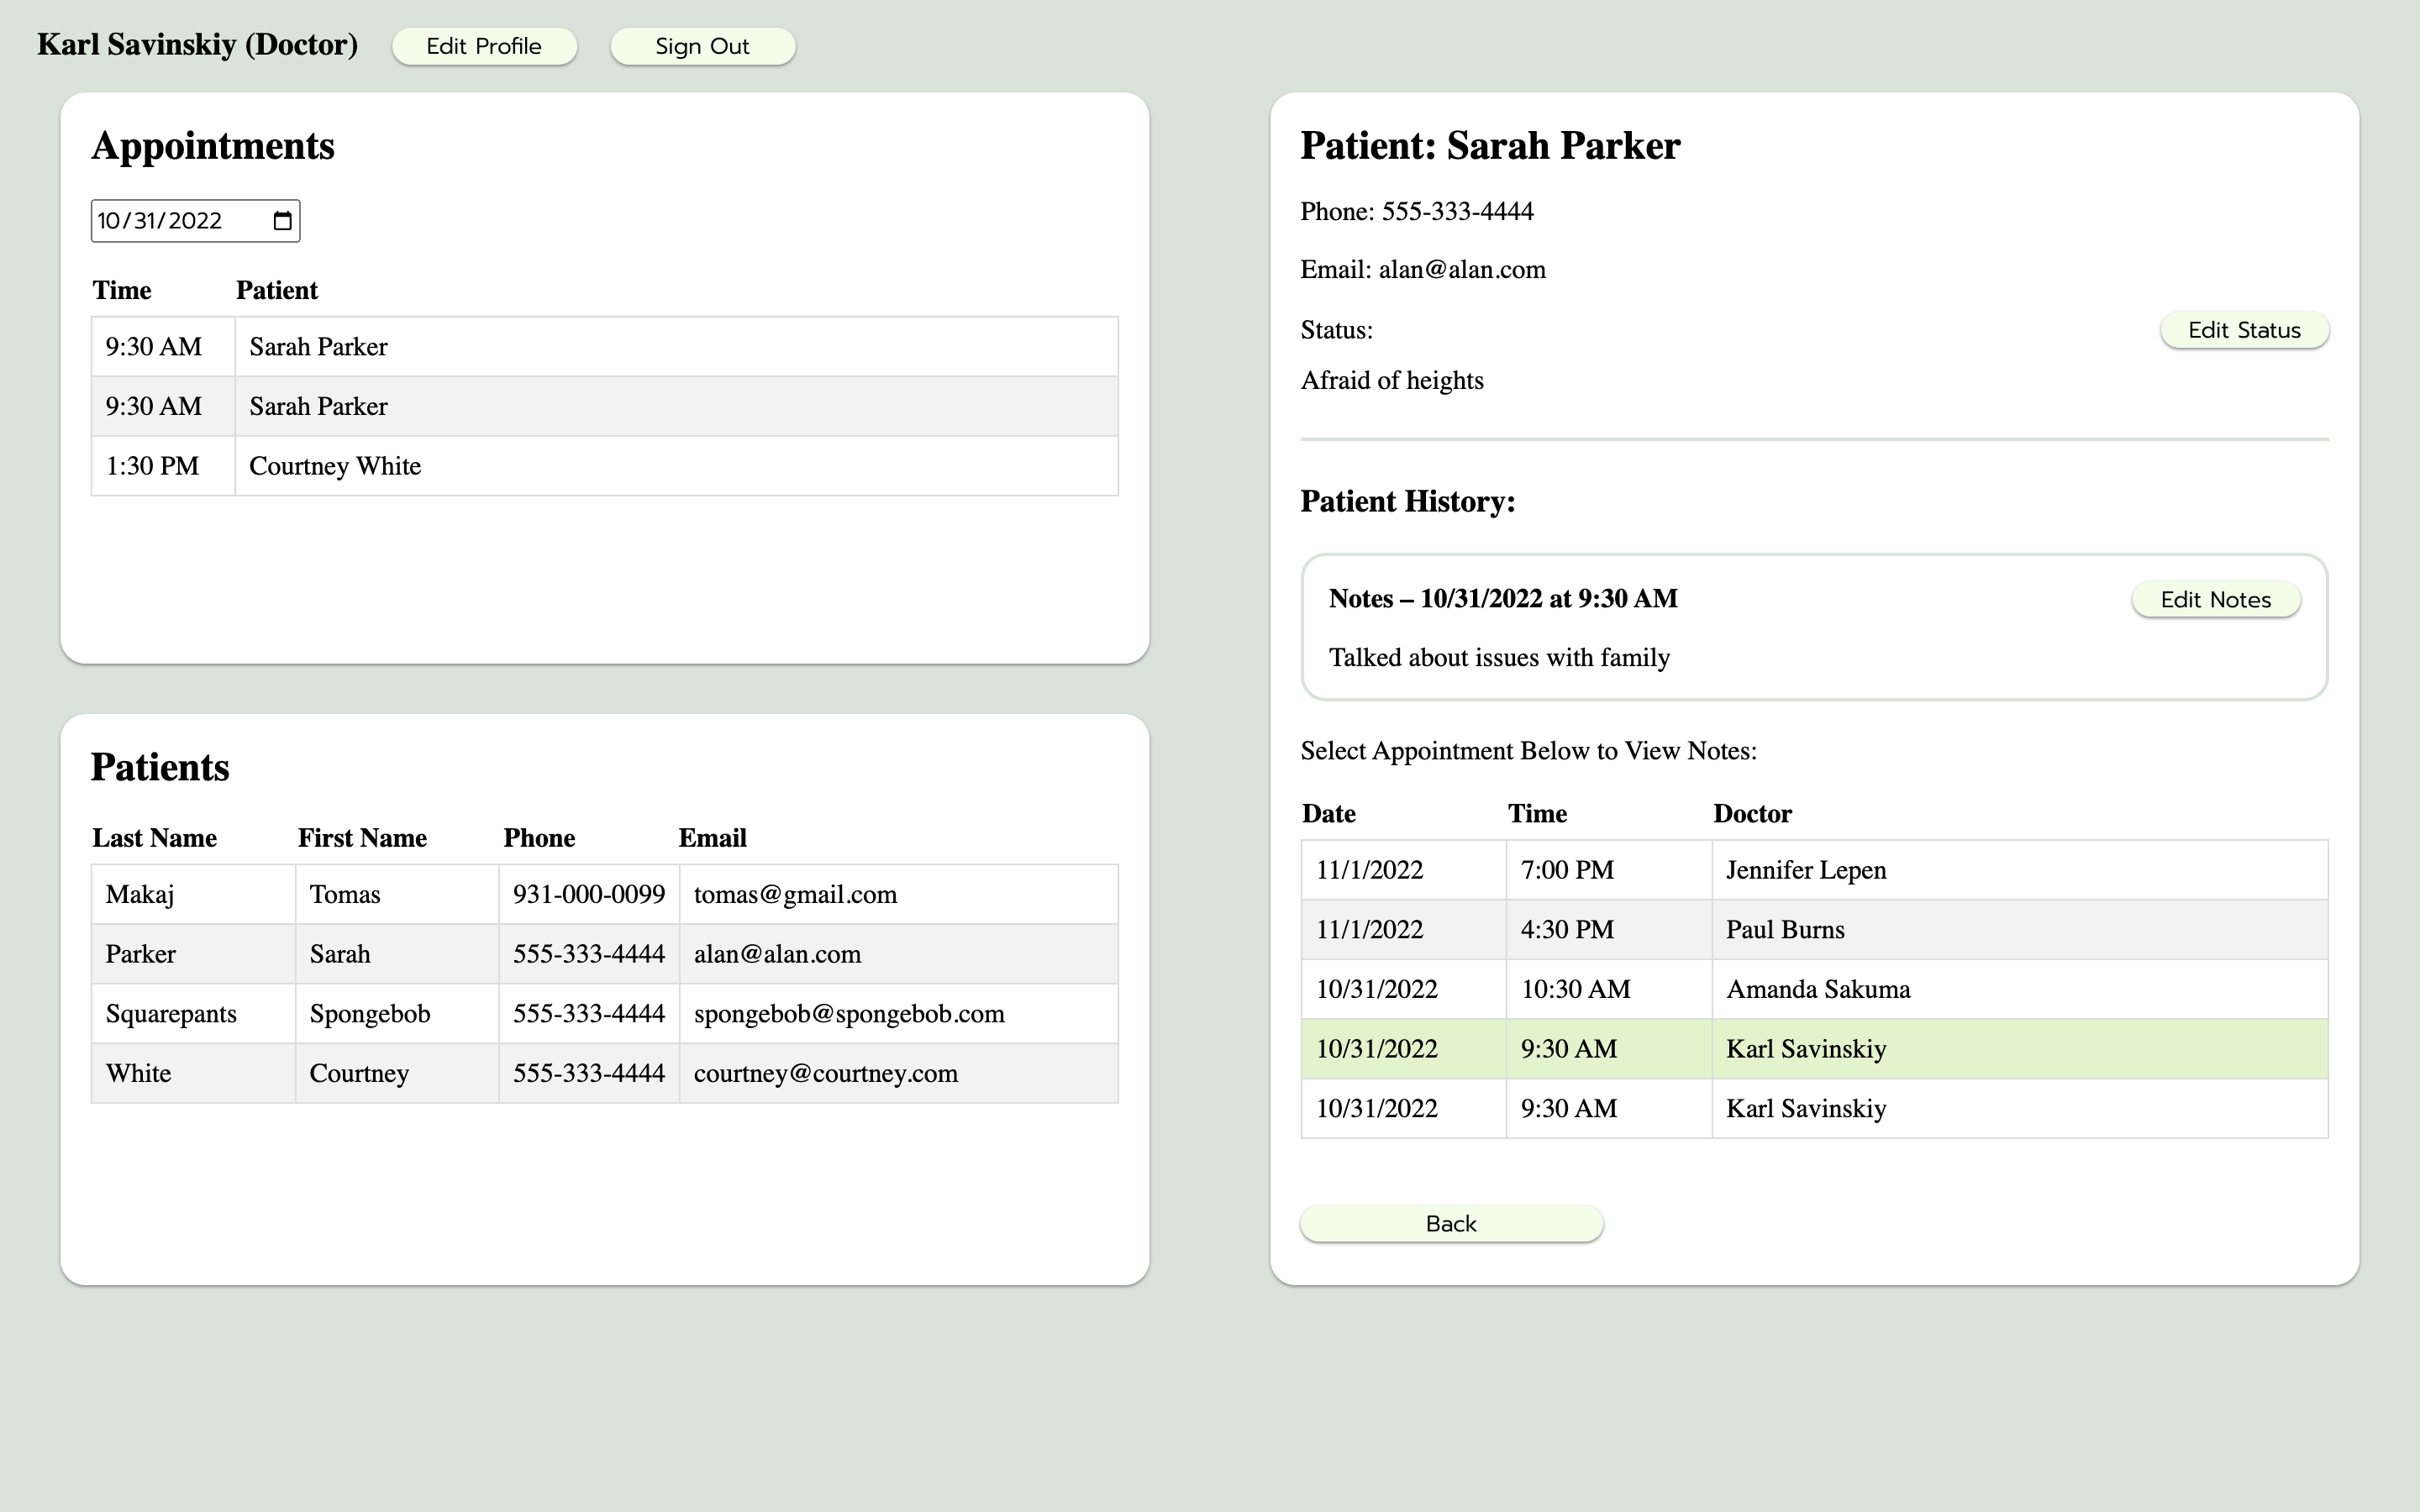 Karl Savinskiy (Doctor) Edit Profile Sign Out
Appointments
10/31/2022
Time Patient
9:30 AM Sarah Parker
9:30 AM Sarah Parker
1:30 PM Courtney White
Patients
Last Name First Name Phone Email
Makaj Tomas 931-000-0099 tomas@gmail.com
Parker Sarah 555-333-4444 alan@alan.com
Squarepants Spongebob 555-333-4444 spongebob@spongebob.com
White Courtney 555-333-4444 courtney@courtney.com
Patient: Sarah Parker
Phone: 555-333-4444
Email: alan@alan.com
Status: Edit Status
Afraid of heights
Patient History:
Notes – 10/31/2022 at 9:30 AM Edit Notes
Talked about issues with family
Select Appointment Below to View Notes:
Date Time Doctor
11/1/2022 7:00 PM Jennifer Lepen
11/1/2022 4:30 PM Paul Burns
10/31/2022 10:30 AM Amanda Sakuma
10/31/2022 9:30 AM Karl Savinskiy
10/31/2022 9:30 AM Karl Savinskiy
Back